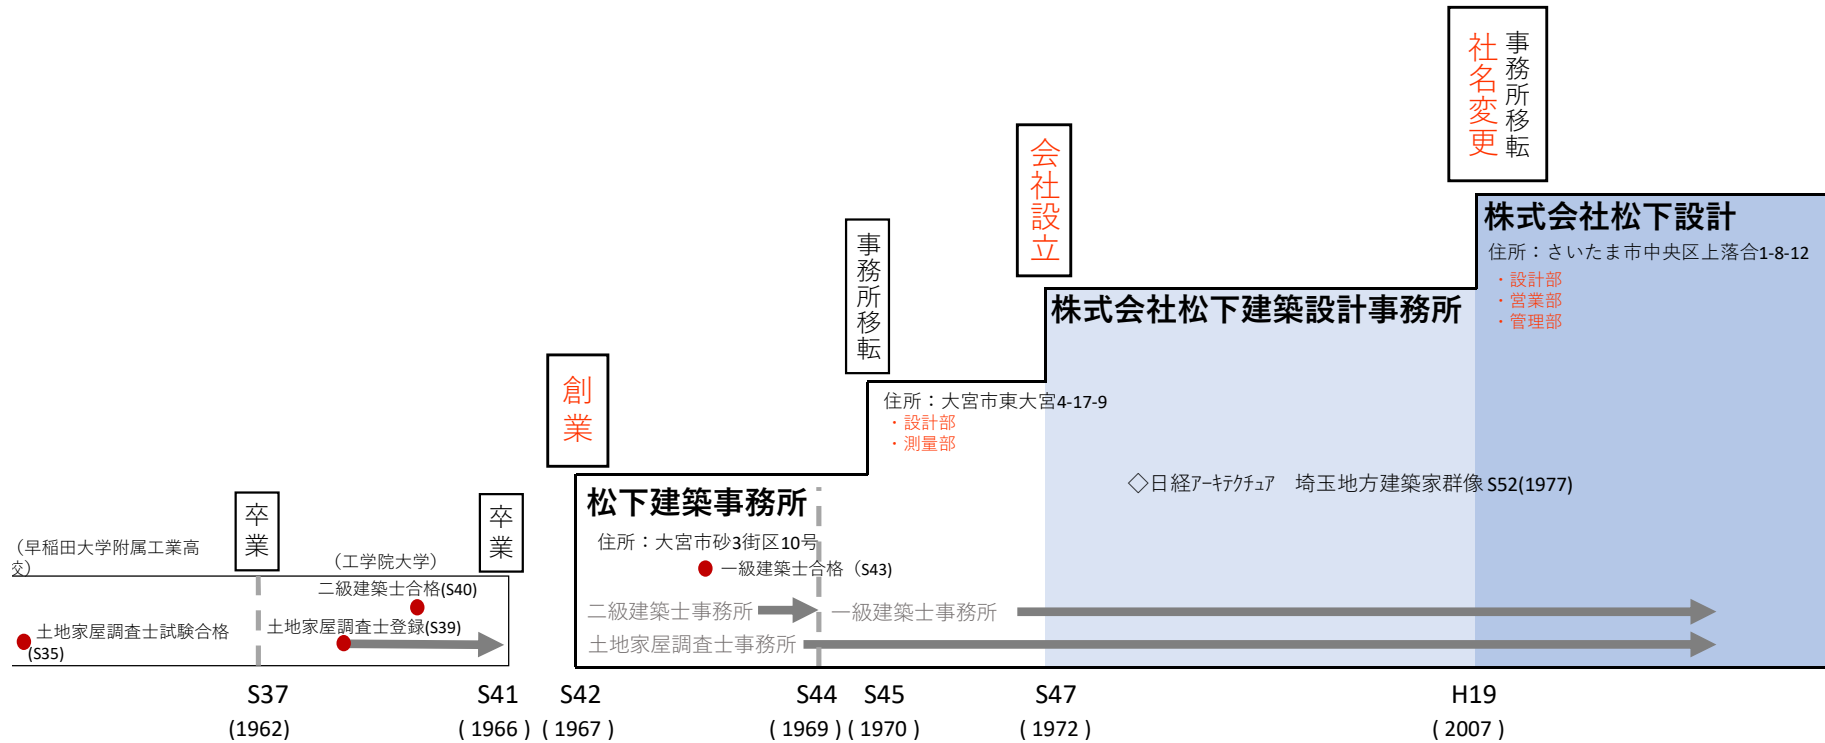 社名変更
事務所移転
会社設立
事務所移転
創業
卒業
卒業
株式会社松下設計
住所：さいたま市中央区上落合1-8-12
・設計部
・営業部
・管理部
株式会社松下建築設計事務所
住所：大宮市東大宮4-17-9
・設計部
・測量部
◇日経ｱｰｷﾃｸﾁｭｱ　埼玉地方建築家群像 S52(1977)
松下建築事務所
住所：大宮市砂3街区10号
一級建築士合格（S43)
二級建築士事務所
一級建築士事務所
土地家屋調査士事務所
（早稲田大学附属工業高
校）
（工学院大学）
二級建築士合格(S40)
土地家屋調査士登録(S39)
土地家屋調査士試験合格
(S35)
S37
(1962)
S41
( 1966 )
S42
( 1967 )
S44
( 1969 )
S45
( 1970 )
S47
( 1972 )
H19
( 2007 )